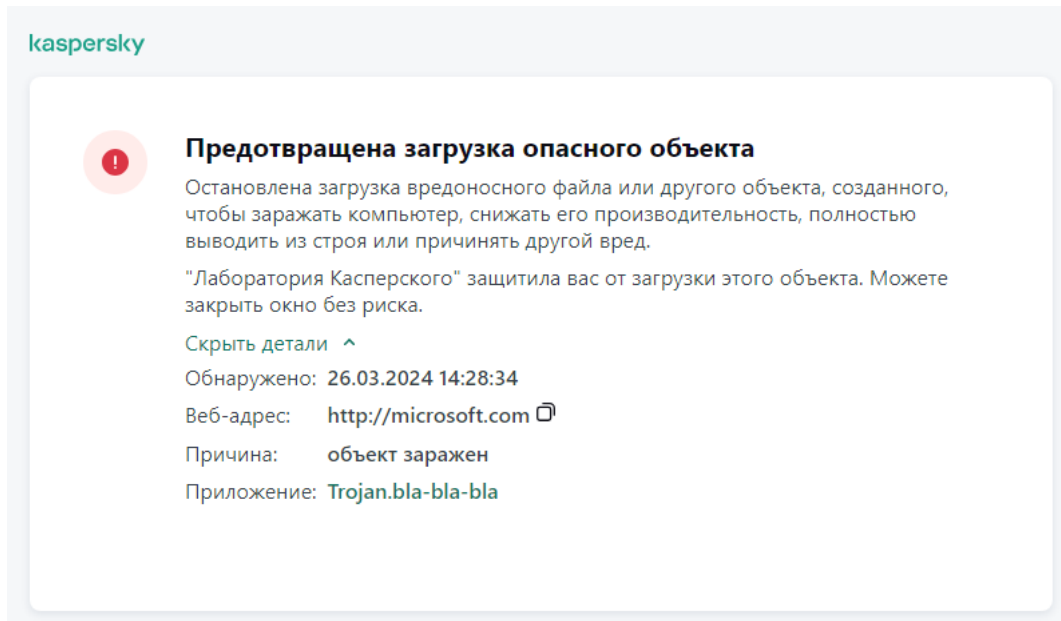 kaspersky
Предотвращена загрузка опасного объекта
Остановлена загрузка вредоносного файла или другого объекта, созданного,
чтобы заражать компьютер, снижать его производительность, полностью
выводить из строя или причинять другой вред.
"Лаборатория Касперского" защитила вас от загрузки этого объекта. Можете
закрыть окно без риска.
Скрыть детали
Обнаружено: 26.03.2024 14:28:34
Веб-адрес: http://microsoft.com
Причина: объект заражен
Приложение: Trojan.bla-bla-bla